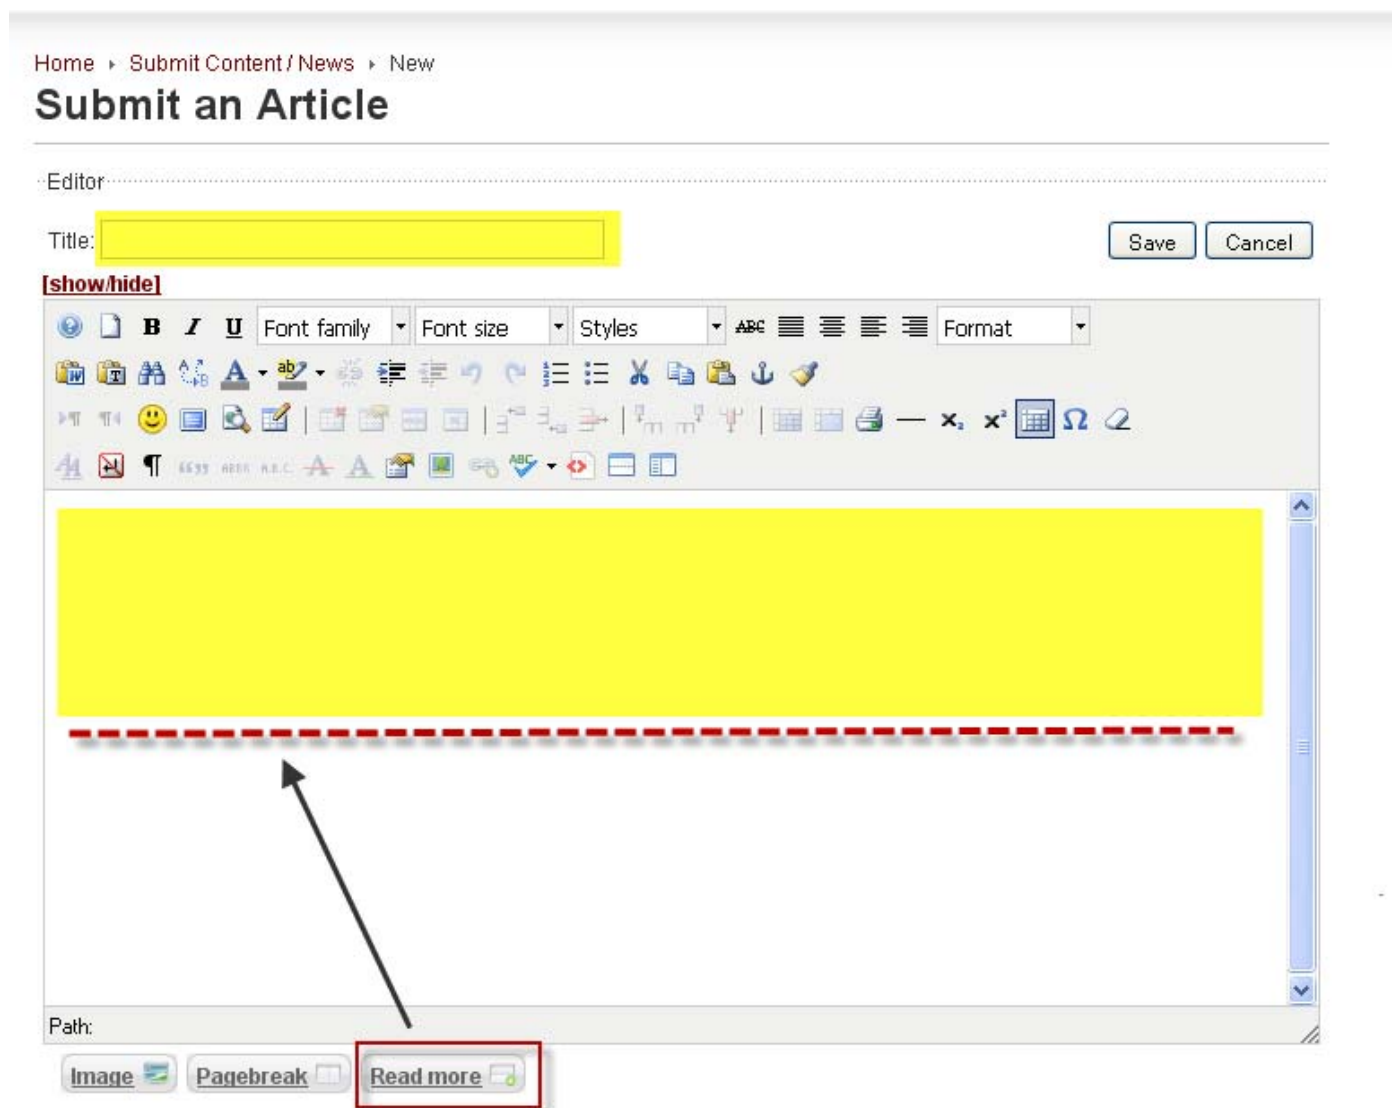 Home Submit Content / News New
Submit an Article
Editor
Title:
Save Cancel
[show/hide]
B I U Font family Font size Styles ABC Format
Path:
Image Pagebreak Read more